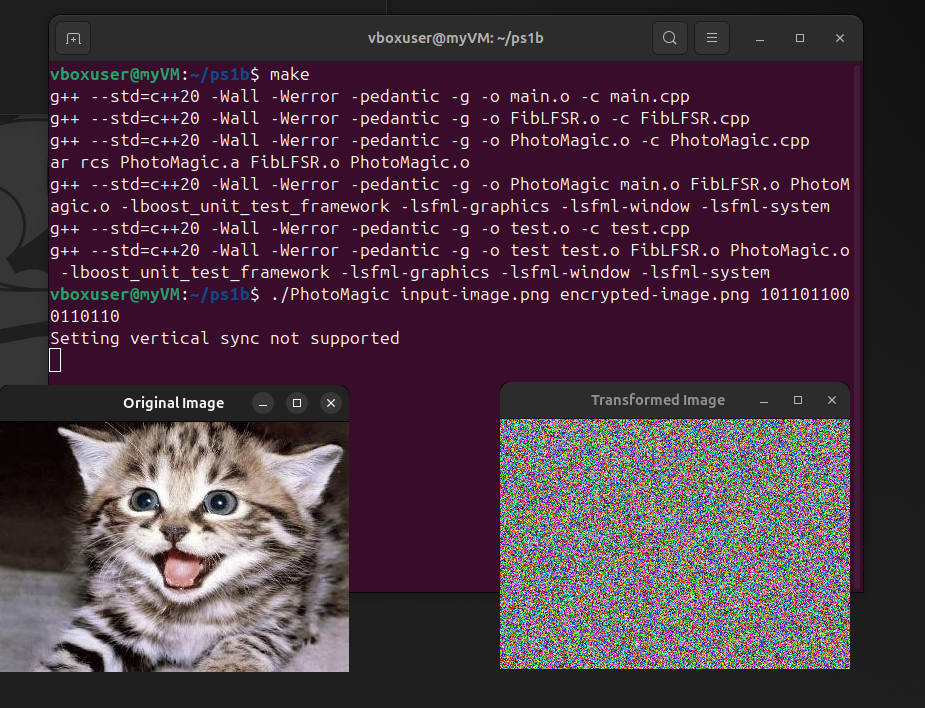 vboxuser@myVM: ~/ps1b
vboxuser@myVM:~/ps1b$ make
g++ --std=c++20 -Wall -Werror -pedantic -g -o main.o -c main.cpp
g++ --std=c++20 -Wall -Werror -pedantic -g -o FibLFSR.o -c FibLFSR.cpp
g++ --std=c++20 -Wall -Werror -pedantic -g -o PhotoMagic.o -c PhotoMagic.cpp
ar rcs PhotoMagic.a FibLFSR.o PhotoMagic.o
g++ --std=c++20 -Wall -Werror -pedantic -g -o PhotoMagic main.o FibLFSR.o PhotoM
agic.o -lboost_unit_test_framework -lsfml-graphics -lsfml-window -lsfml-system
g++ --std=c++20 -Wall -Werror -pedantic -g -o test.o -c test.cpp
g++ --std=c++20 -Wall -Werror -pedantic -g -o test test.o FibLFSR.o PhotoMagic.o
 -lboost_unit_test_framework -lsfml-graphics -lsfml-window -lsfml-system
vboxuser@myVM:~/ps1b$ ./PhotoMagic input-image.png encrypted-image.png 101101100
0110110
Setting vertical sync not supported
Original Image
Transformed Image